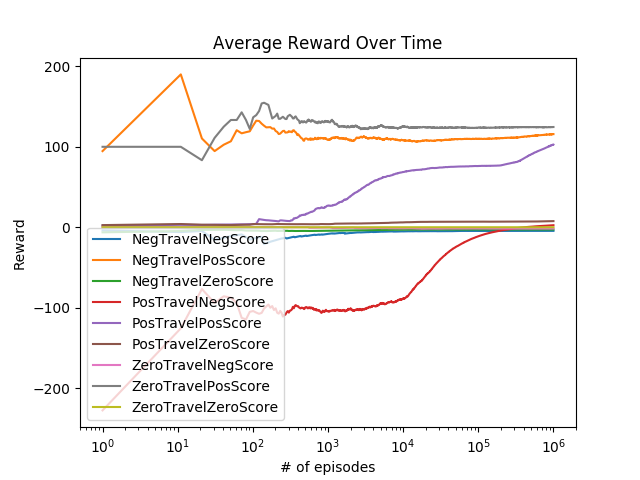 Average Reward Over Time
200
100
0
−100
−200
Reward
NegTravelNegScore
NegTravelPosScore
NegTravelZeroScore
PosTravelNegScore
PosTravelPosScore
PosTravelZeroScore
ZeroTravelNegScore
ZeroTravelPosScore
ZeroTravelZeroScore
10⁰ 10¹ 10² 10³ 10⁴ 10⁵ 10⁶
# of episodes